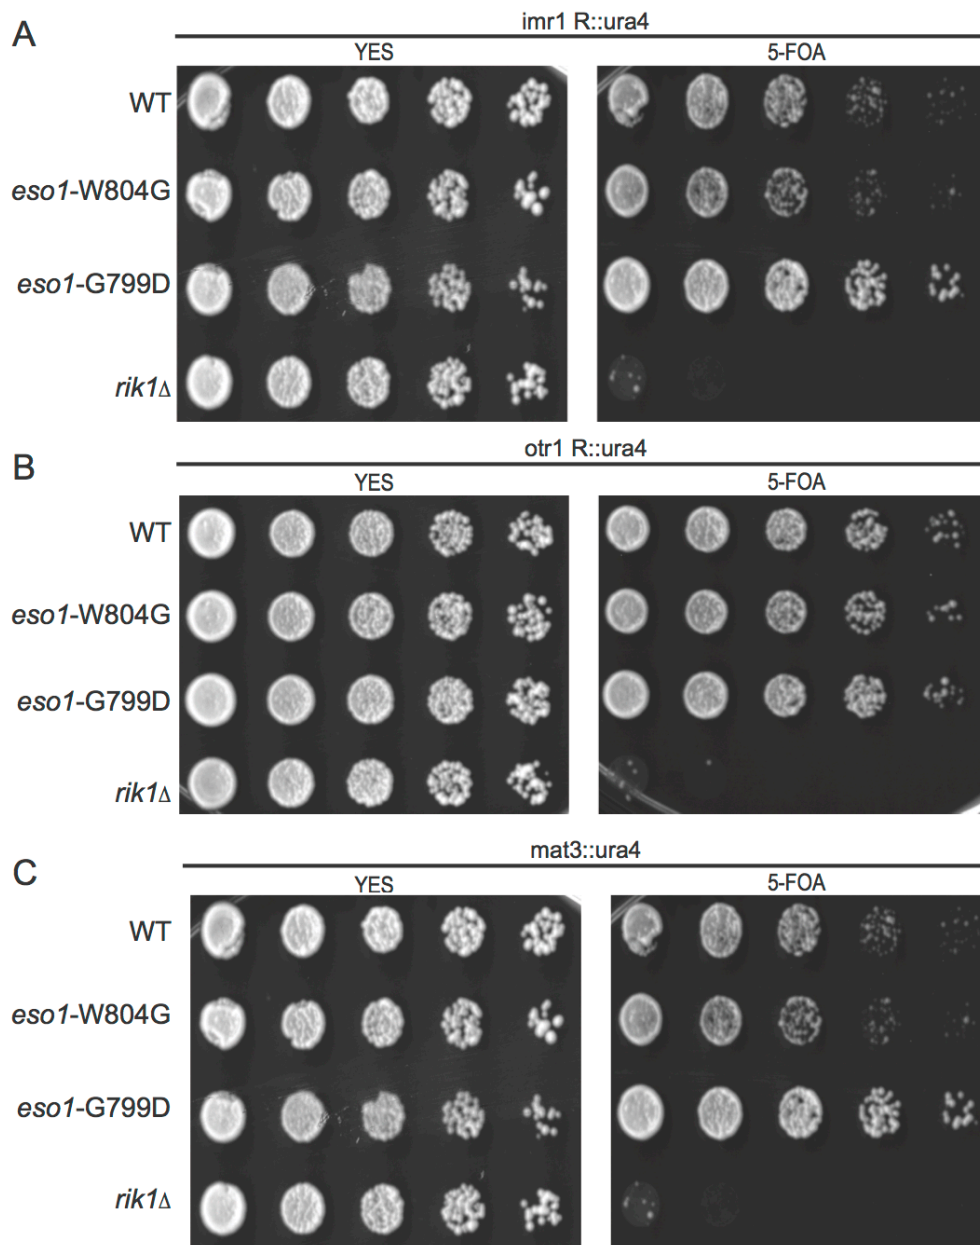 A
imr1 R::ura4
YES
5-FOA
WT
eso1-W804G
eso1-G799D
rik1Δ
B
otr1 R::ura4
YES
5-FOA
WT
eso1-W804G
eso1-G799D
rik1Δ
C
mat3::ura4
YES
5-FOA
WT
eso1-W804G
eso1-G799D
rik1Δ